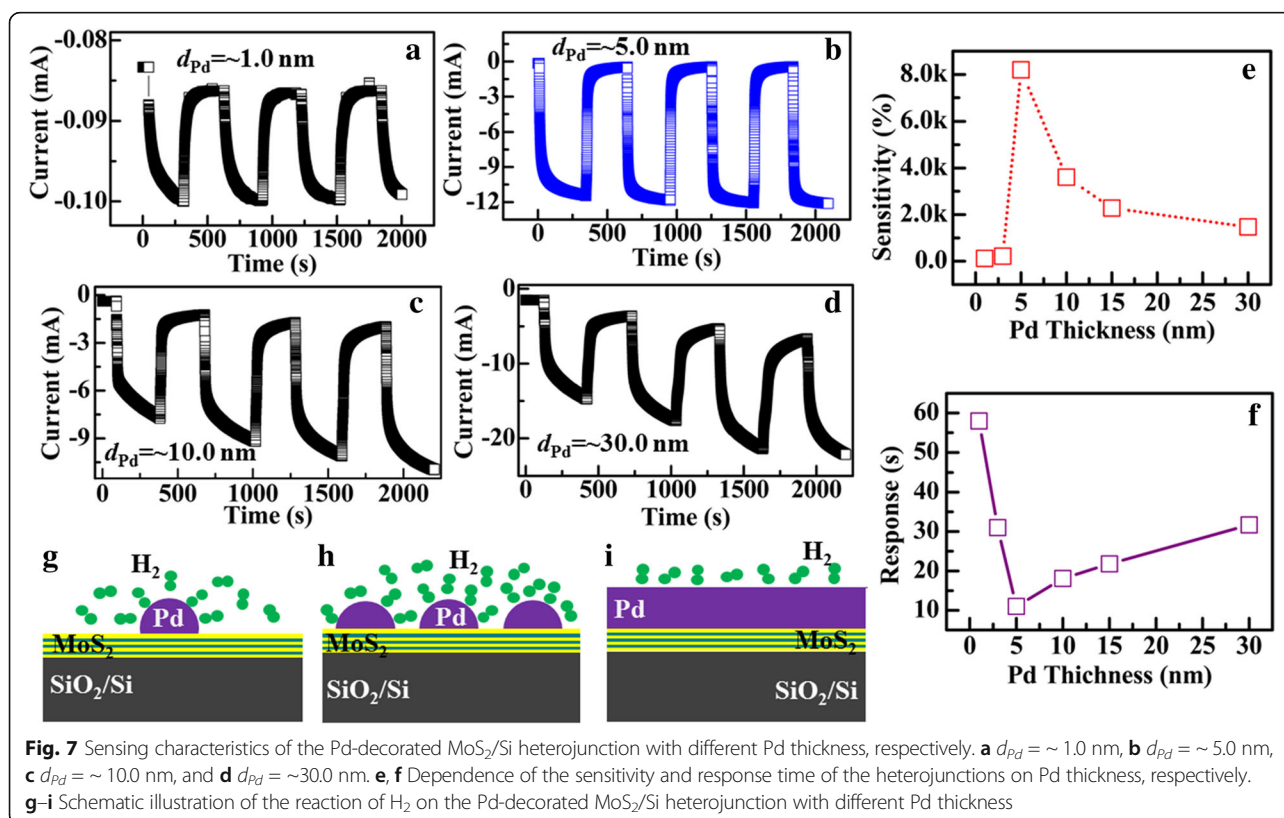 -0.08
-0.09
-0.10
Current (mA)
a
dPd=~1.0 nm
0 500 1000 1500 2000
Time (s)
0
-3
-6
-9
-12
Current (mA)
b
dPd=~5.0 nm
0 500 1000 1500 2000
Time (s)
8.0k
6.0k
4.0k
2.0k
0.0
Sensitivity (%)
e
0 5 10 15 20 25 30
Pd Thickness (nm)
0
-3
-6
-9
Current (mA)
c
dPd=~10.0 nm
0 500 1000 1500 2000
Time (s)
0
-10
-20
Current (mA)
d
dPd=~30.0 nm
0 500 1000 1500 2000
Time (s)
60
50
40
30
20
10
Response (s)
f
0 5 10 15 20 25 30
Pd Thichness (nm)
g
H2
Pd
MoS2
SiO2/Si
h
H2
Pd
MoS2
SiO2/Si
i
H2
Pd
MoS2
SiO2/Si
Fig. 7 Sensing characteristics of the Pd-decorated MoS2/Si heterojunction with different Pd thickness, respectively. a dPd = ~ 1.0 nm, b dPd = ~ 5.0 nm,
c dPd = ~ 10.0 nm, and d dPd = ~30.0 nm. e, f Dependence of the sensitivity and response time of the heterojunctions on Pd thickness, respectively.
g–i Schematic illustration of the reaction of H2 on the Pd-decorated MoS2/Si heterojunction with different Pd thickness